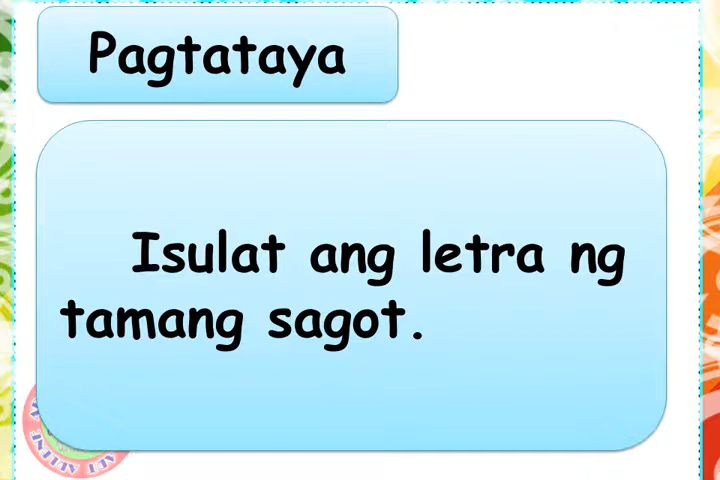 Pagtataya
Isulat ang letra ng
tamang sagot.